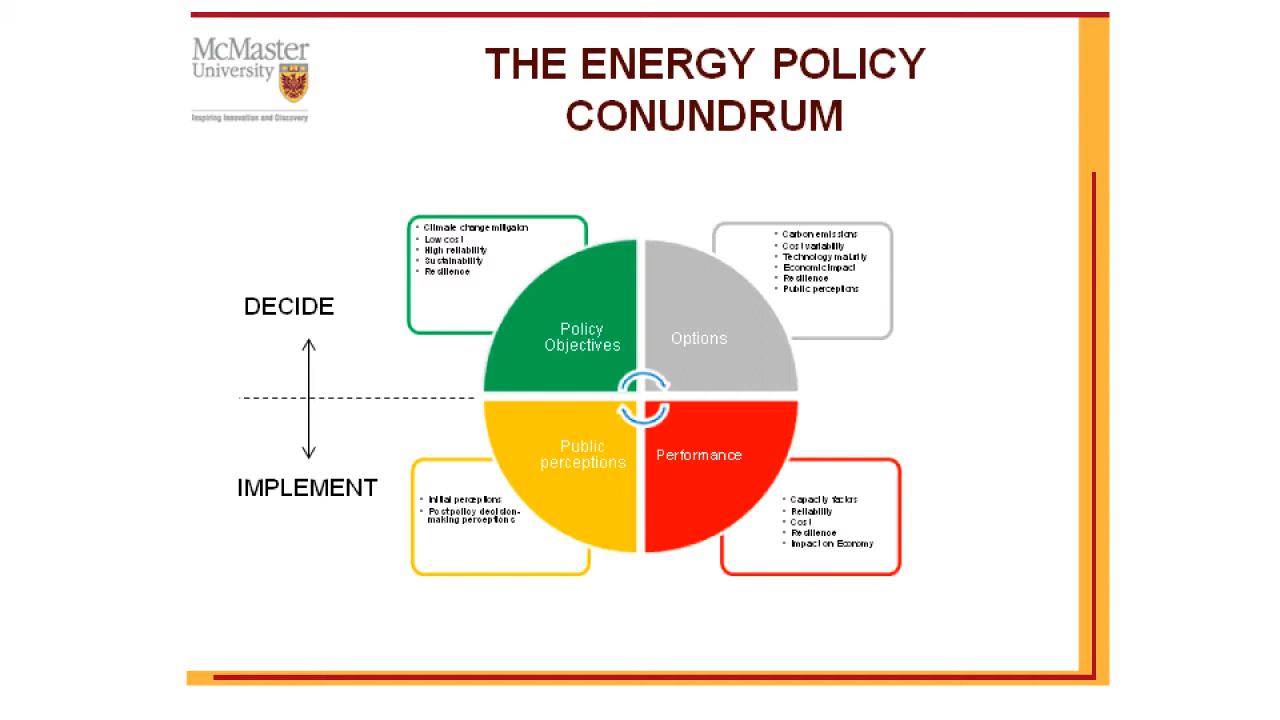 McMaster
University
Inspiring Innovation and Discovery
THE ENERGY POLICY
CONUNDRUM
• Climate change mitigaion
• Low cost
• High reliability
• Sustainability
• Resilience
• Carbon emissions
• Cost variability
• Technology maturity
• Economic impact
• Resilience
• Public perceptions
DECIDE
Policy
Objectives
Options
Public
perceptions
Performance
IMPLEMENT
• Initial perceptions
• Post policy decision-
making perceptions
• Capacity factors
• Reliability
• Cost
• Resilience
• Impact on Economy